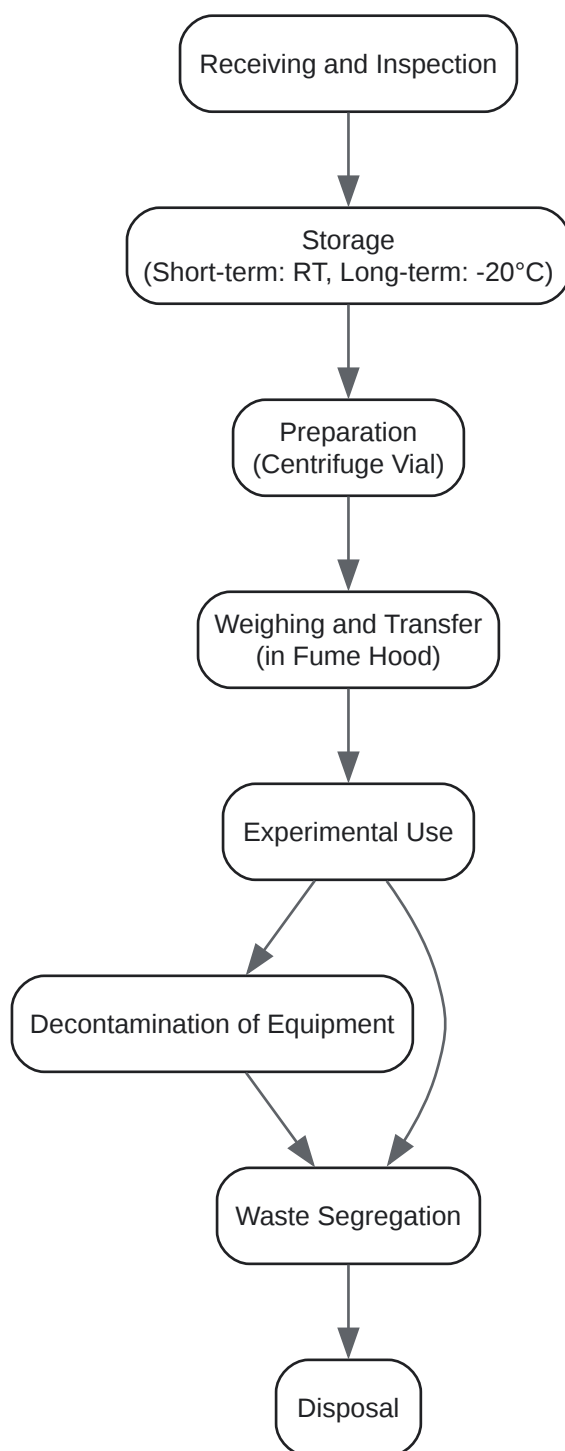 Receiving and Inspection
Storage
(Short-term: RT, Long-term: -20°C)
Preparation
(Centrifuge Vial)
Weighing and Transfer
(in Fume Hood)
Experimental Use
Decontamination of Equipment
Waste Segregation
Disposal